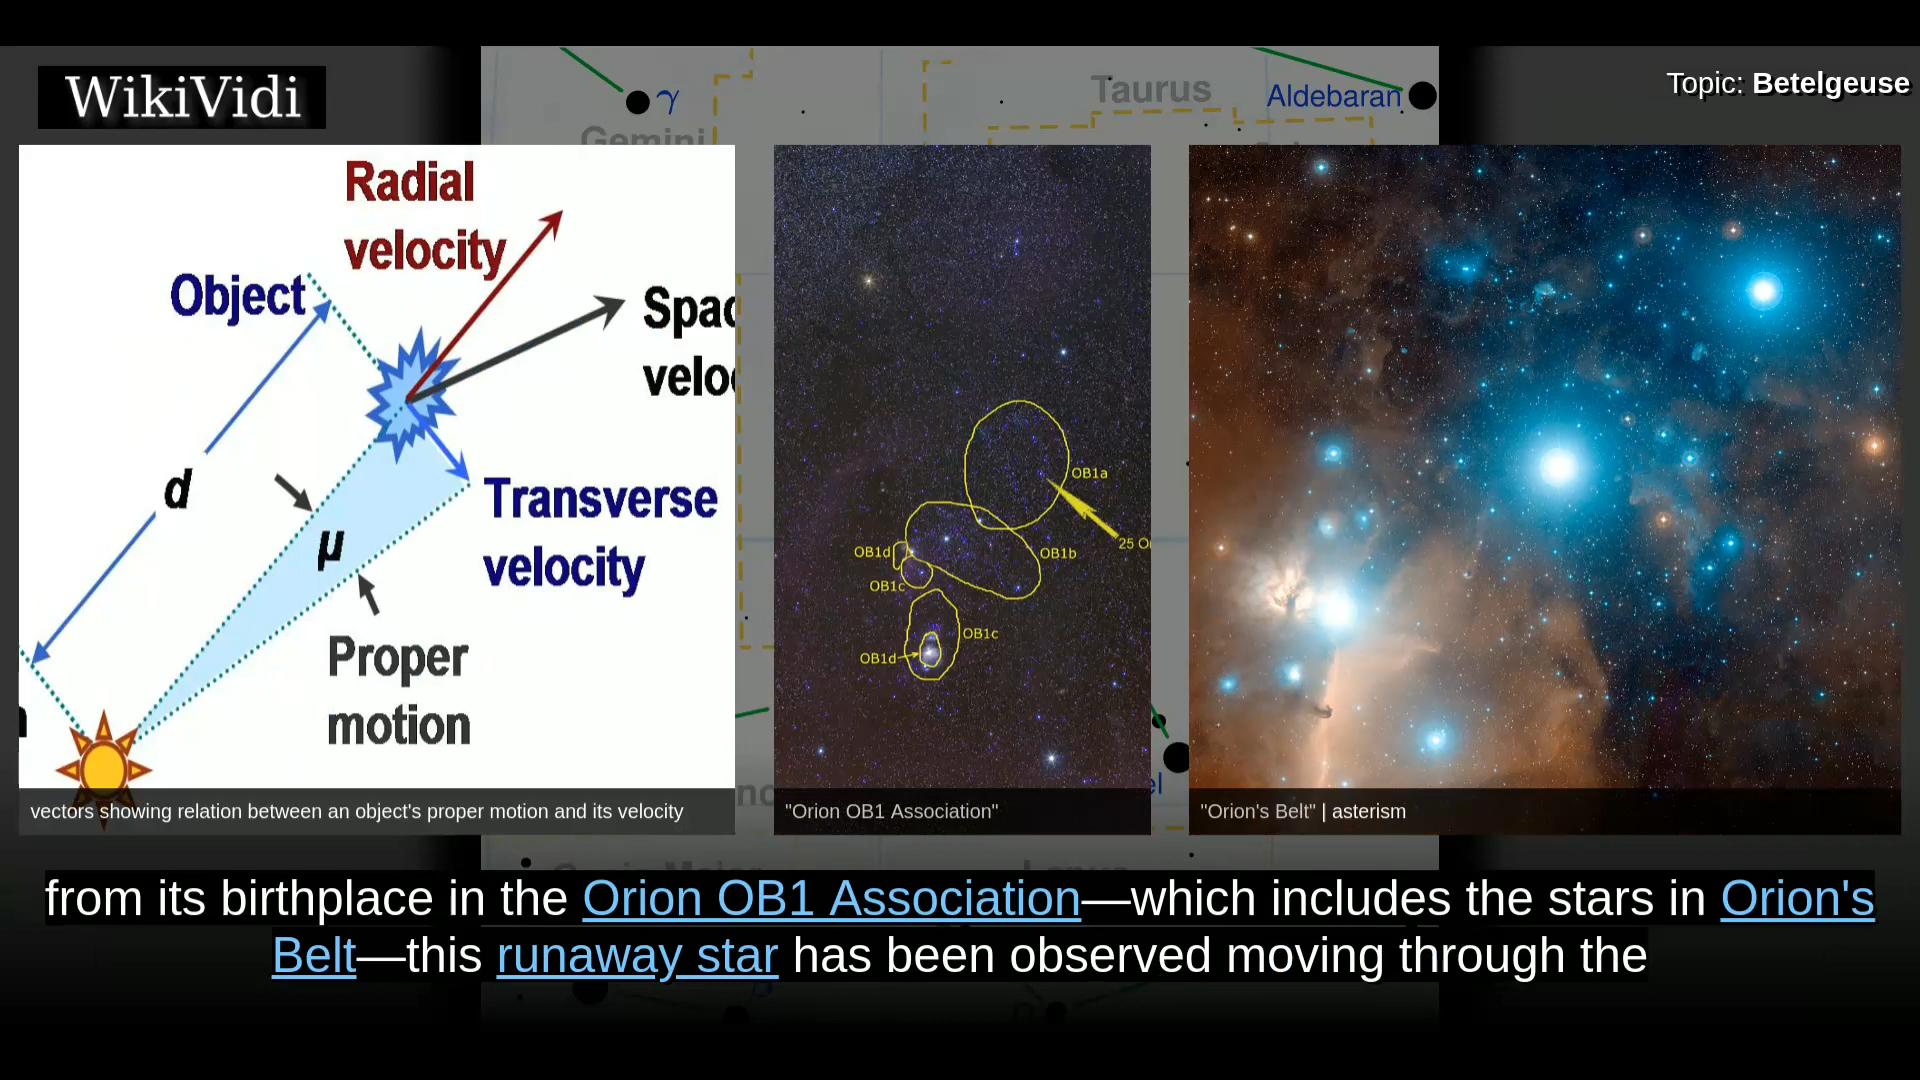 WikiVidi
Topic: Betelgeuse
γ
Taurus
Aldebaran
Gemini
Radial
velocity
Object
d
μ
Transverse
velocity
Proper
motion
OB1a
OB1b
OB1d
OB1c
OB1c
OB1d
25
vectors showing relation between an object's proper motion and its velocity
"Orion OB1 Association"
"Orion's Belt" | asterism
from its birthplace in the Orion OB1 Association—which includes the stars in Orion's
Belt—this runaway star has been observed moving through the